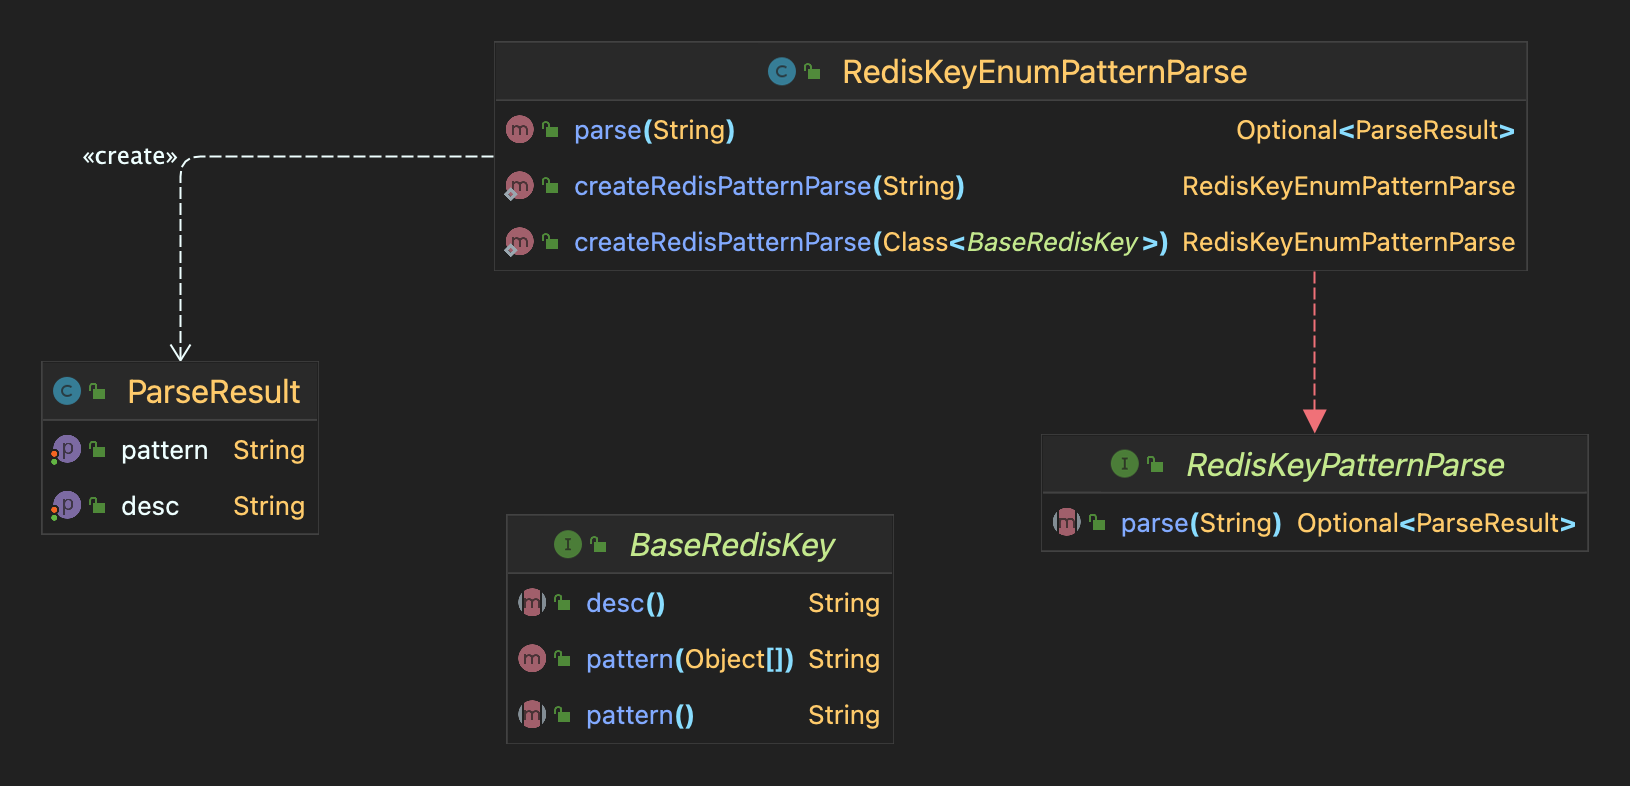 RedisKeyEnumPatternParse
parse(String) Optional<ParseResult>
«create»
createRedisPatternParse(String) RedisKeyEnumPatternParse
createRedisPatternParse(Class<BaseRedisKey>) RedisKeyEnumPatternParse
ParseResult
pattern String
desc String
RedisKeyPatternParse
parse(String) Optional<ParseResult>
BaseRedisKey
desc() String
pattern(Object[]) String
pattern() String